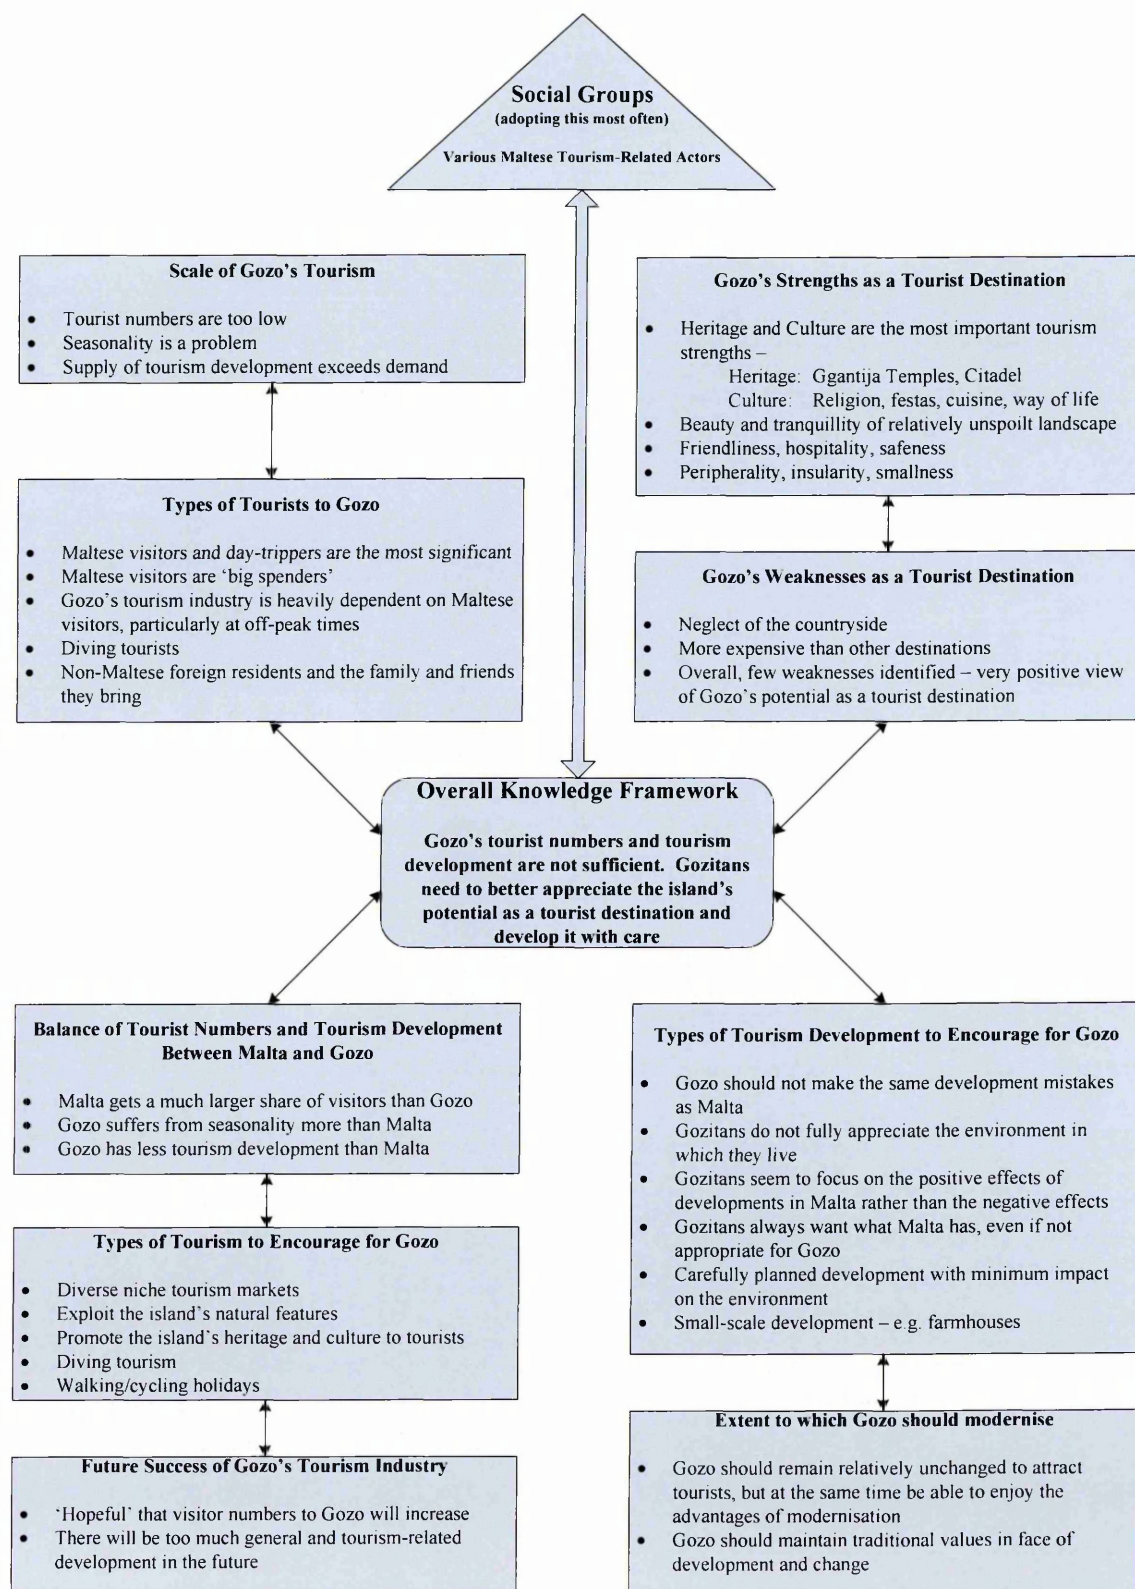 Social Groups
(adopting this most often)
Various Maltese Tourism-Related Actors
Scale of Gozo's Tourism
• Tourist numbers are too low
• Seasonality is a problem
• Supply of tourism development exceeds demand
Types of Tourists to Gozo
• Maltese visitors and day-trippers are the most significant
• Maltese visitors are 'big spenders'
• Gozo's tourism industry is heavily dependent on Maltese
visitors, particularly at off-peak times
• Diving tourists
• Non-Maltese foreign residents and the family and friends
they bring
Gozo's Strengths as a Tourist Destination
• Heritage and Culture are the most important tourism
strengths –
Heritage: Ggantija Temples, Citadel
Culture: Religion, festas, cuisine, way of life
• Beauty and tranquillity of relatively unspoilt landscape
• Friendliness, hospitality, safeness
• Peripherality, insularity, smallness
Gozo's Weaknesses as a Tourist Destination
• Neglect of the countryside
• More expensive than other destinations
• Overall, few weaknesses identified – very positive view
of Gozo's potential as a tourist destination
Overall Knowledge Framework
Gozo's tourist numbers and tourism
development are not sufficient. Gozitans
need to better appreciate the island's
potential as a tourist destination and
develop it with care
Balance of Tourist Numbers and Tourism Development
Between Malta and Gozo
• Malta gets a much larger share of visitors than Gozo
• Gozo suffers from seasonality more than Malta
• Gozo has less tourism development than Malta
Types of Tourism to Encourage for Gozo
• Diverse niche tourism markets
• Exploit the island's natural features
• Promote the island's heritage and culture to tourists
• Diving tourism
• Walking/cycling holidays
Future Success of Gozo's Tourism Industry
• 'Hopeful' that visitor numbers to Gozo will increase
• There will be too much general and tourism-related
development in the future
Types of Tourism Development to Encourage for Gozo
• Gozo should not make the same development mistakes
as Malta
• Gozitans do not fully appreciate the environment in
which they live
• Gozitans seem to focus on the positive effects of
developments in Malta rather than the negative effects
• Gozitans always want what Malta has, even if not
appropriate for Gozo
• Carefully planned development with minimum impact
on the environment
• Small-scale development – e.g. farmhouses
Extent to which Gozo should modernise
• Gozo should remain relatively unchanged to attract
tourists, but at the same time be able to enjoy the
advantages of modernisation
• Gozo should maintain traditional values in face of
development and change